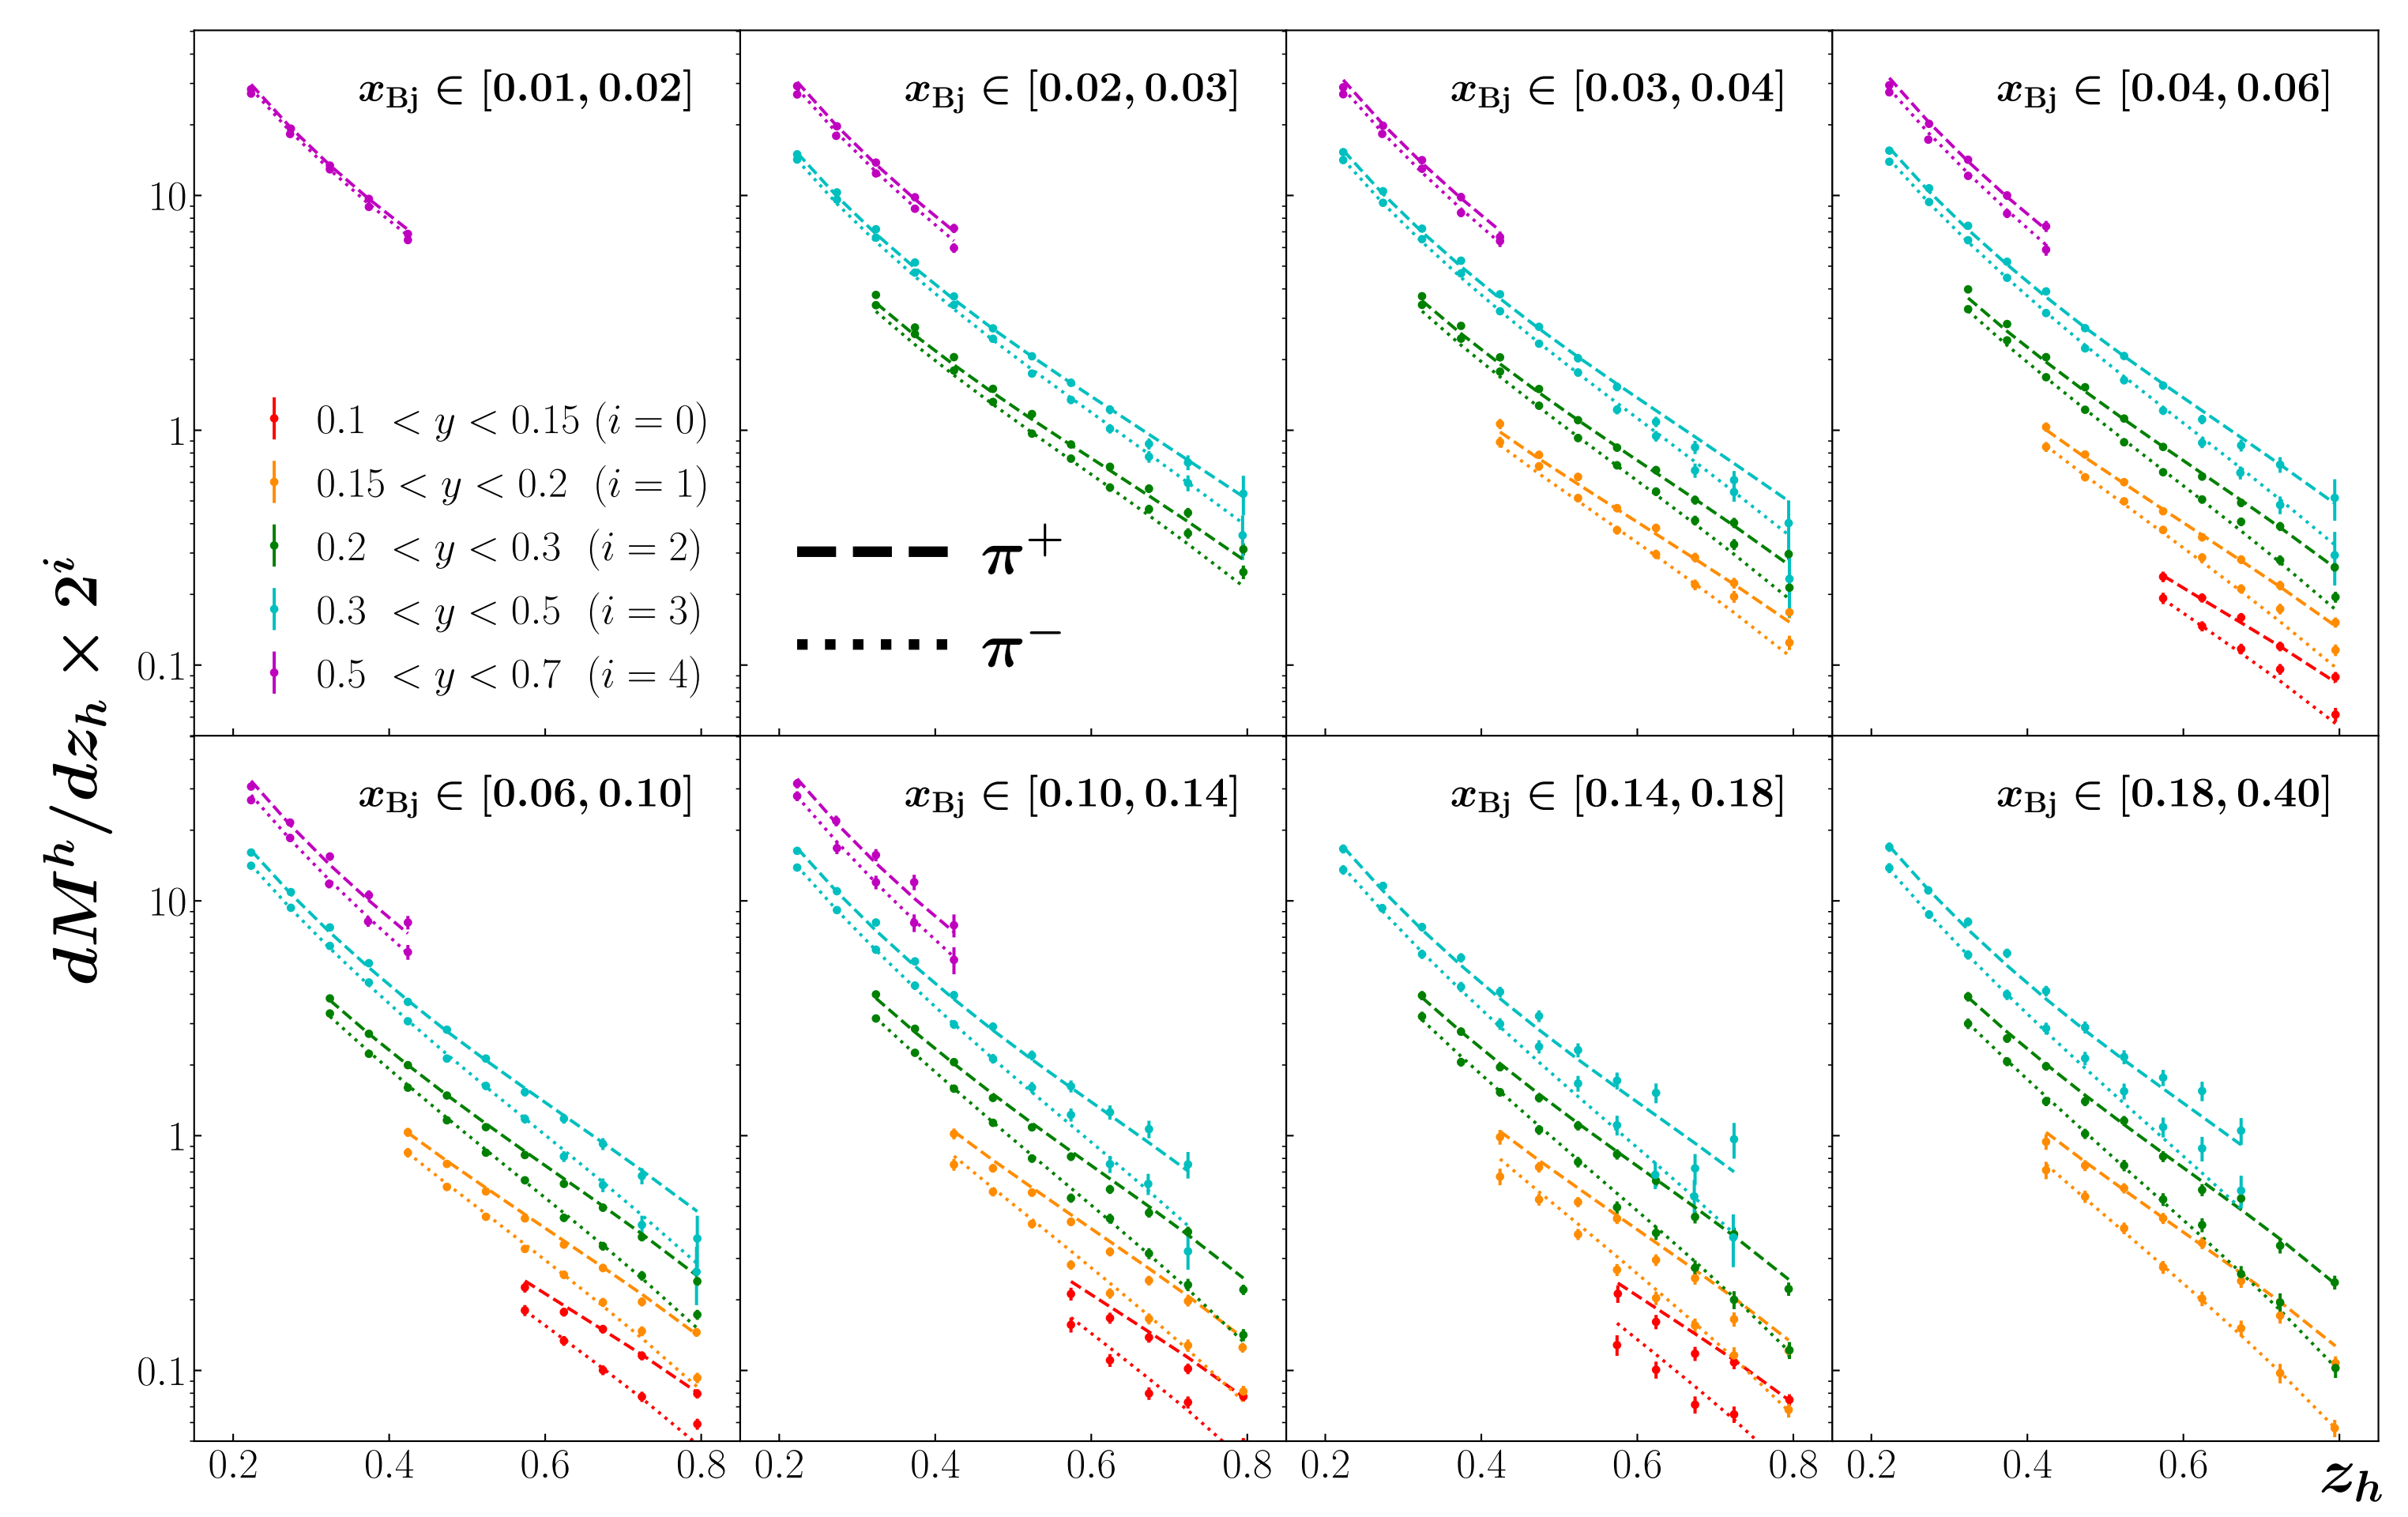 dM^h/dz_h × 2^i
x_Bj ∈ [0.01, 0.02]
x_Bj ∈ [0.02, 0.03]
x_Bj ∈ [0.03, 0.04]
x_Bj ∈ [0.04, 0.06]
10
1
0.1
0.1 < y < 0.15 (i = 0)
0.15 < y < 0.2 (i = 1)
0.2 < y < 0.3 (i = 2)
0.3 < y < 0.5 (i = 3)
0.5 < y < 0.7 (i = 4)
π^+
π^−
x_Bj ∈ [0.06, 0.10]
x_Bj ∈ [0.10, 0.14]
x_Bj ∈ [0.14, 0.18]
x_Bj ∈ [0.18, 0.40]
10
1
0.1
0.2 0.4 0.6 0.8 0.2 0.4 0.6 0.8 0.2 0.4 0.6 0.8 0.2 0.4 0.6
z_h